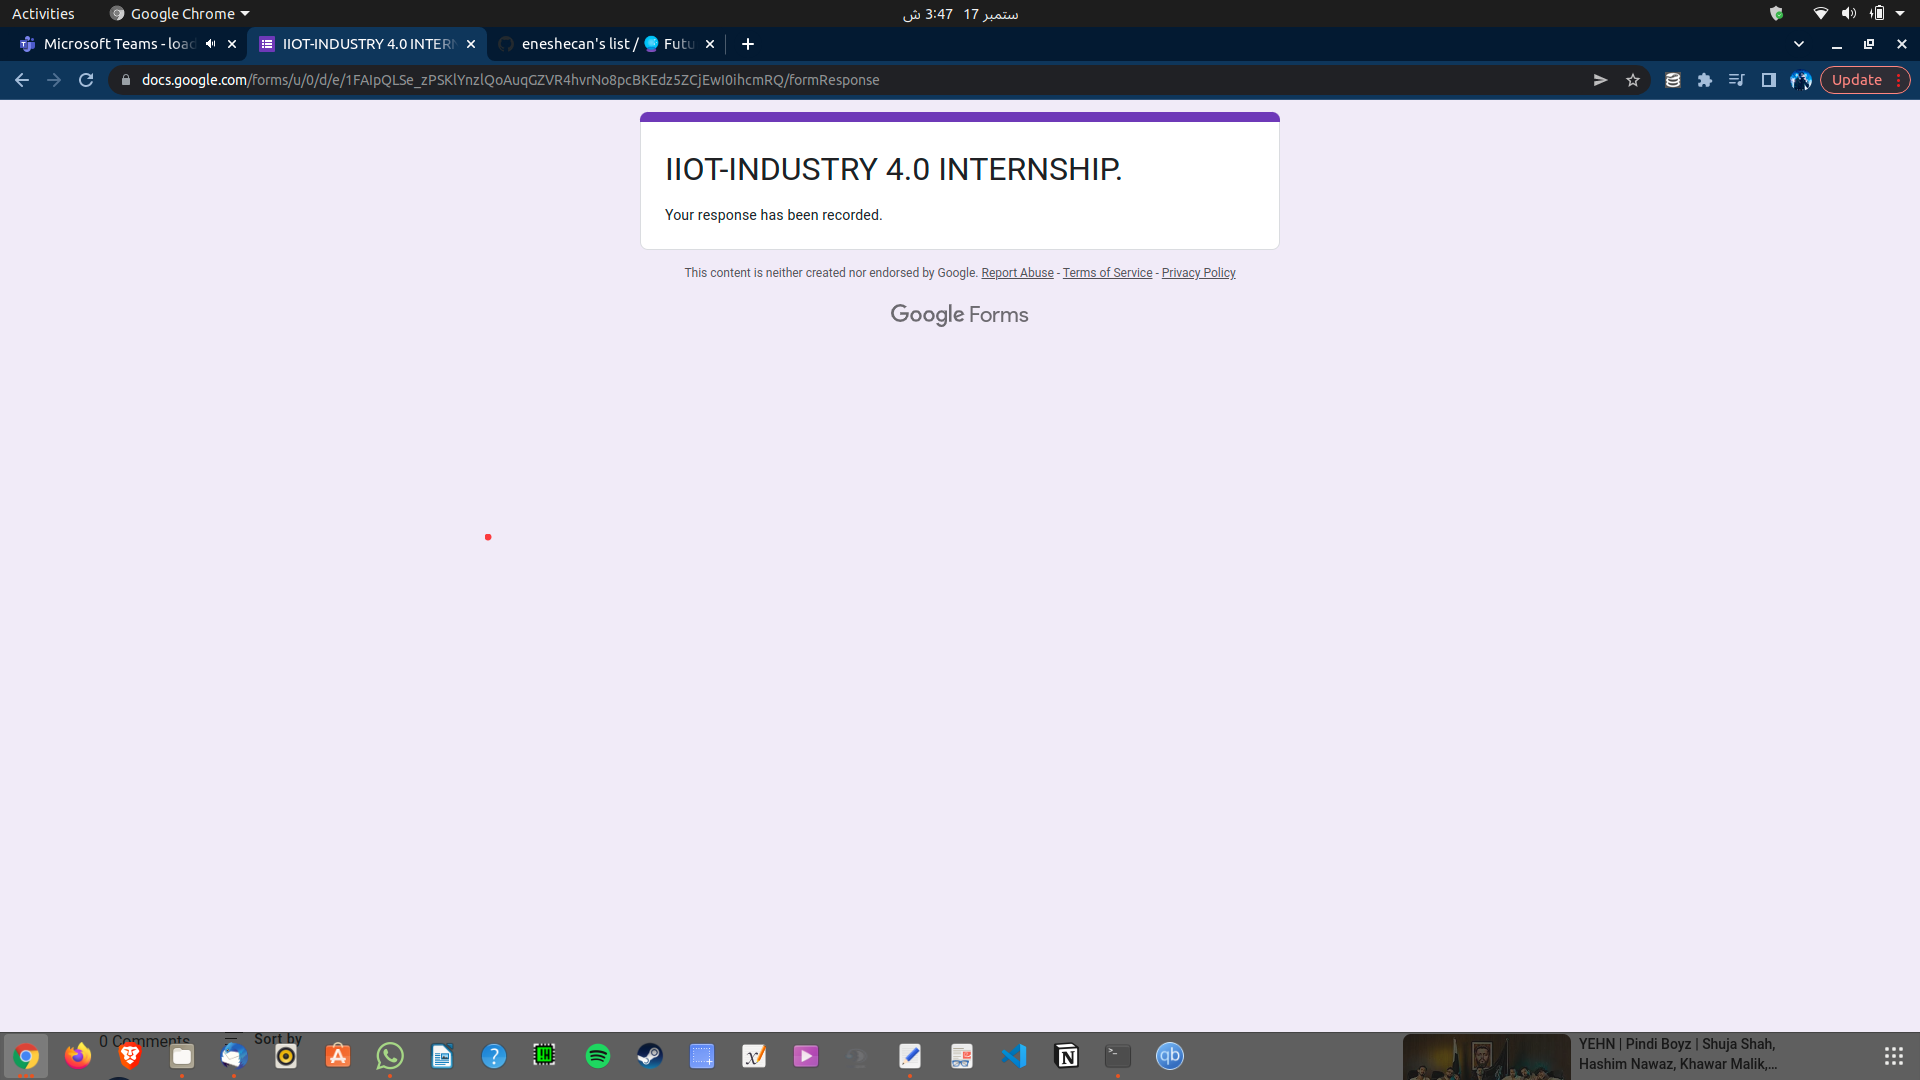 Activities
Google Chrome
ستمبر 17 3:47 ش
Microsoft Teams - load
IIOT-INDUSTRY 4.0 INTERN
eneshecan's list / Futu
docs.google.com/forms/u/0/d/e/1FAIpQLSe_zPSKlYnzlQoAuqGZVR4hvrNo8pcBKEdz5ZCjEwI0ihcmRQ/formResponse
Update
IIOT-INDUSTRY 4.0 INTERNSHIP.
Your response has been recorded.
This content is neither created nor endorsed by Google. Report Abuse - Terms of Service - Privacy Policy
Google Forms
0 Comments
Sort by
YEHN | Pindi Boyz | Shuja Shah,
Hashim Nawaz, Khawar Malik,...
qb